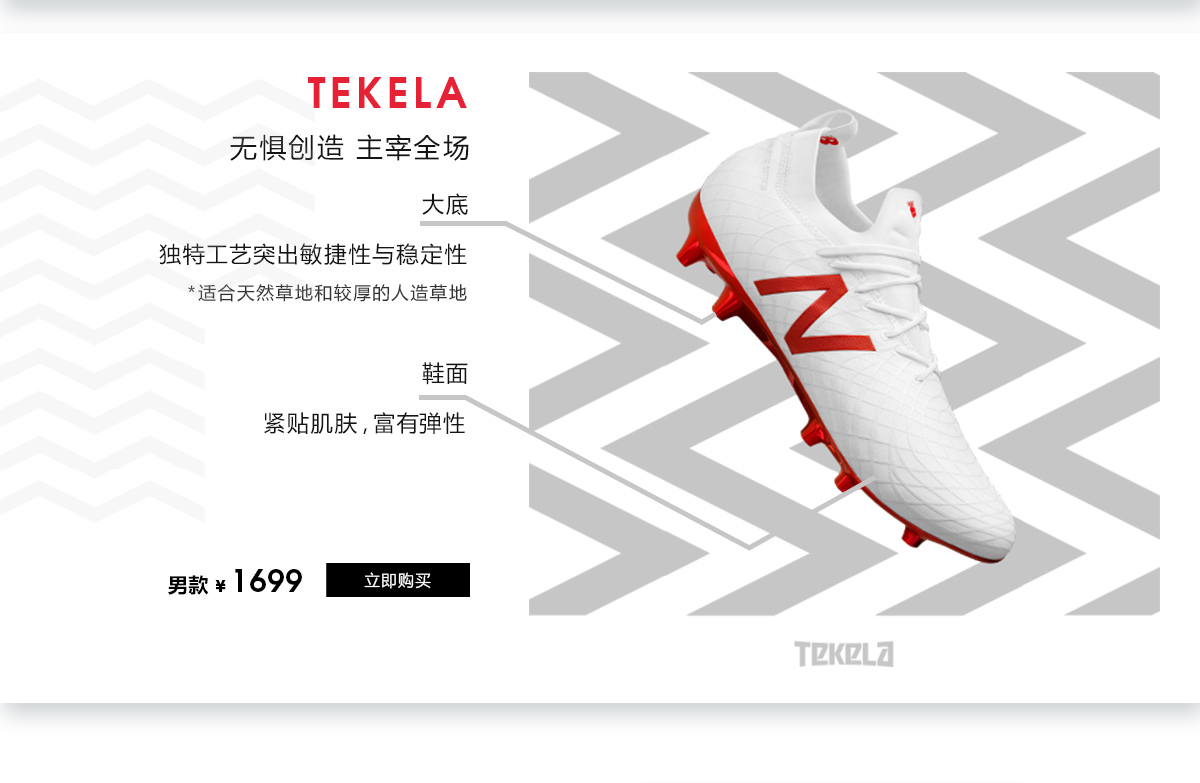 TEKELA
无惧创造 主宰全场
大底
独特工艺突出敏捷性与稳定性
*适合天然草地和较厚的人造草地
鞋面
紧贴肌肤,富有弹性
男款 ¥ 1699 立即购买
TEKELA